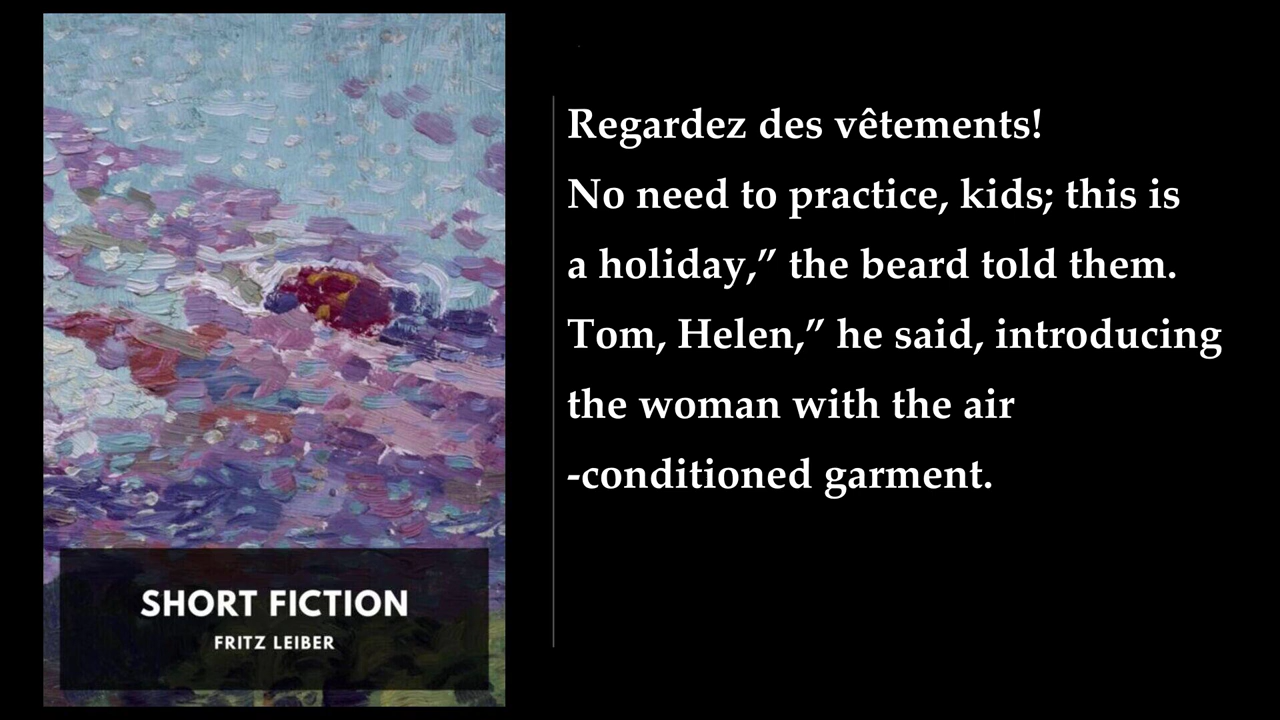 Regardez des vêtements!
No need to practice, kids; this is
a holiday,” the beard told them.
Tom, Helen,” he said, introducing
the woman with the air
-conditioned garment.
SHORT FICTION
FRITZ LEIBER